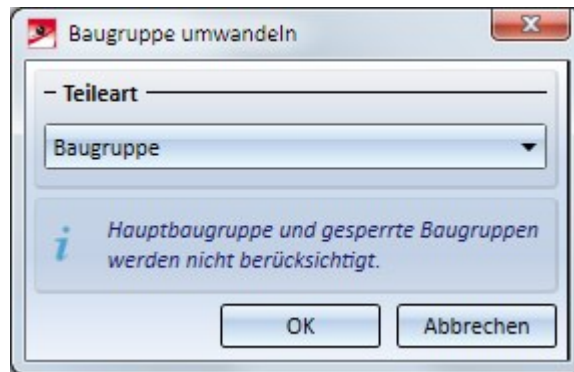 Baugruppe umwandeln
Teileart
Baugruppe
Hauptbaugruppe und gesperrte Baugruppen
werden nicht berücksichtigt.
OK Abbrechen